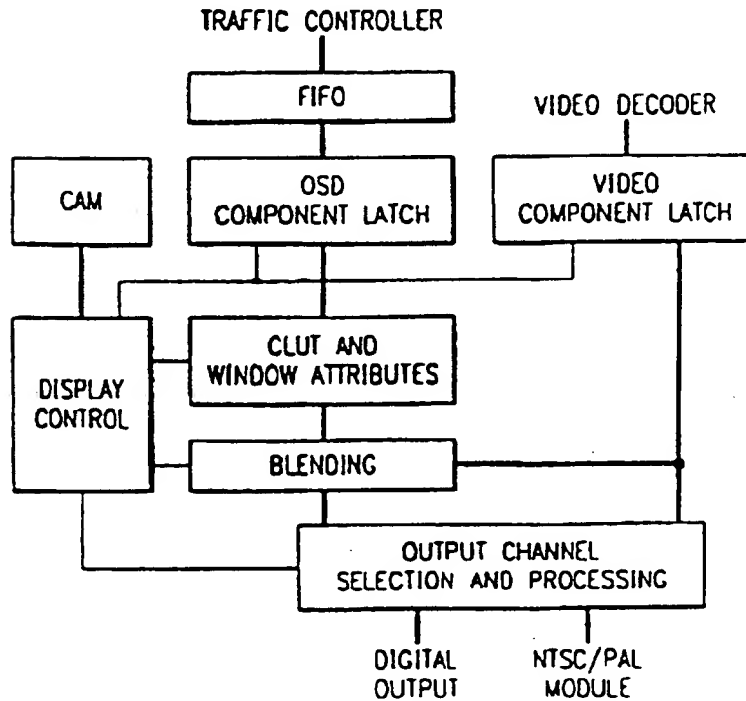 TRAFFIC CONTROLLER
FIFO
VIDEO DECODER
CAM
OSD
COMPONENT LATCH
VIDEO
COMPONENT LATCH
DISPLAY
CONTROL
CLUT AND
WINDOW ATTRIBUTES
BLENDING
OUTPUT CHANNEL
SELECTION AND PROCESSING
DIGITAL
OUTPUT
NTSC/PAL
MODULE